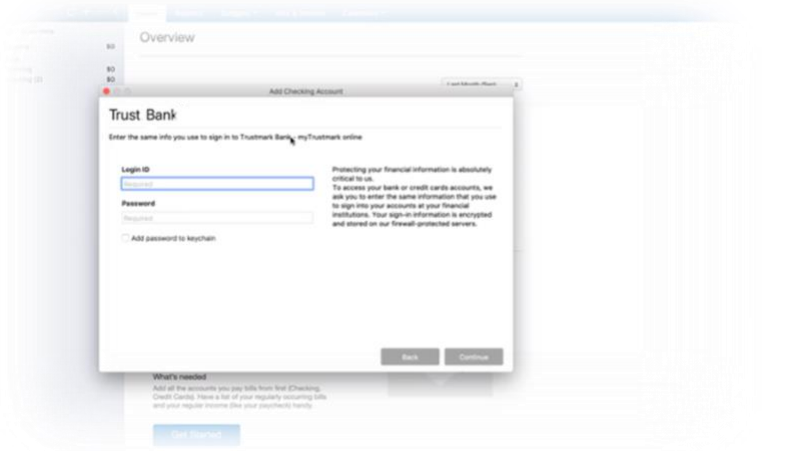 Overview
$0
$0
$0
Add Checking Account
Trust Bank
Enter the same info you use to sign in to Trustmark Bank - myTrustmark online
Login ID
Required
Password
Required
Add password to keychain
Protecting your financial information is absolutely
critical to us.
To access your bank or credit cards accounts, we
ask you to enter the same information that you use
to sign into your accounts at your financial
institutions. Your sign-in information is encrypted
and stored on our firewall-protected servers.
Back
Continue
What's needed
Add all the accounts you pay bills from first (Checking,
Credit Cards). Have a list of your regularly occurring bills
and your regular income (like your paycheck) handy.
Get Started